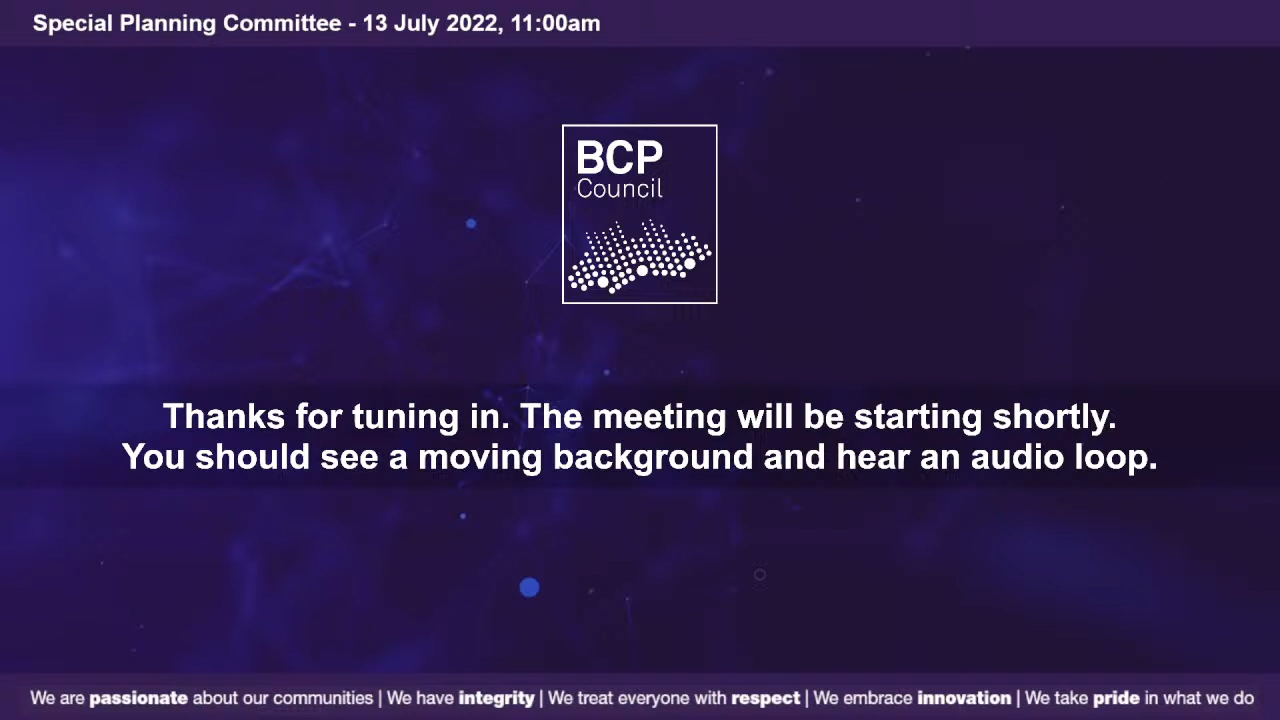 Special Planning Committee - 13 July 2022, 11:00am
BCP
Council
Thanks for tuning in. The meeting will be starting shortly.
You should see a moving background and hear an audio loop.
We are passionate about our communities | We have integrity | We treat everyone with respect | We embrace innovation | We take pride in what we do